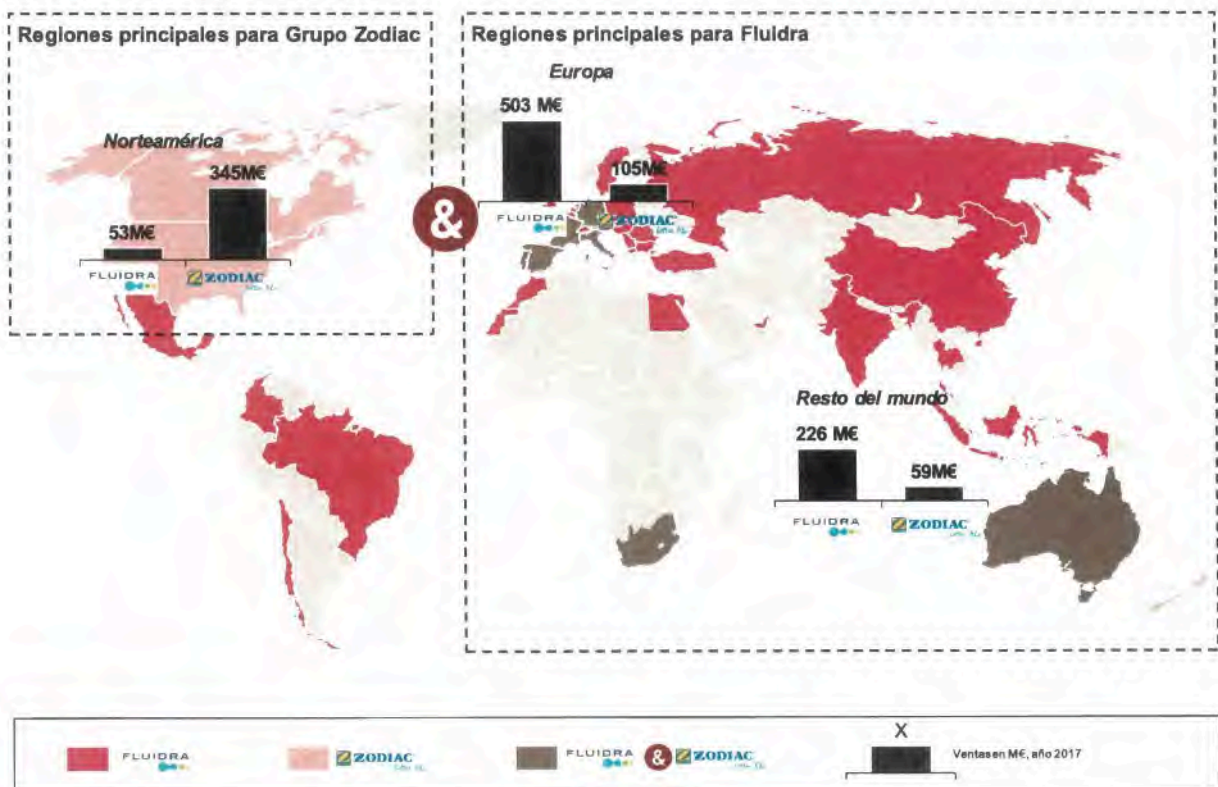 Regiones principales para Grupo Zodiac
Norteamérica
53M€
345M€
FLUIDRA
ZODIAC
&
Regiones principales para Fluidra
Europa
503 M€
105M€
FLUIDRA
ZODIAC
Resto del mundo
226 M€
59M€
FLUIDRA
ZODIAC
FLUIDRA
ZODIAC
FLUIDRA & ZODIAC
X
Ventas en M€, año 2017